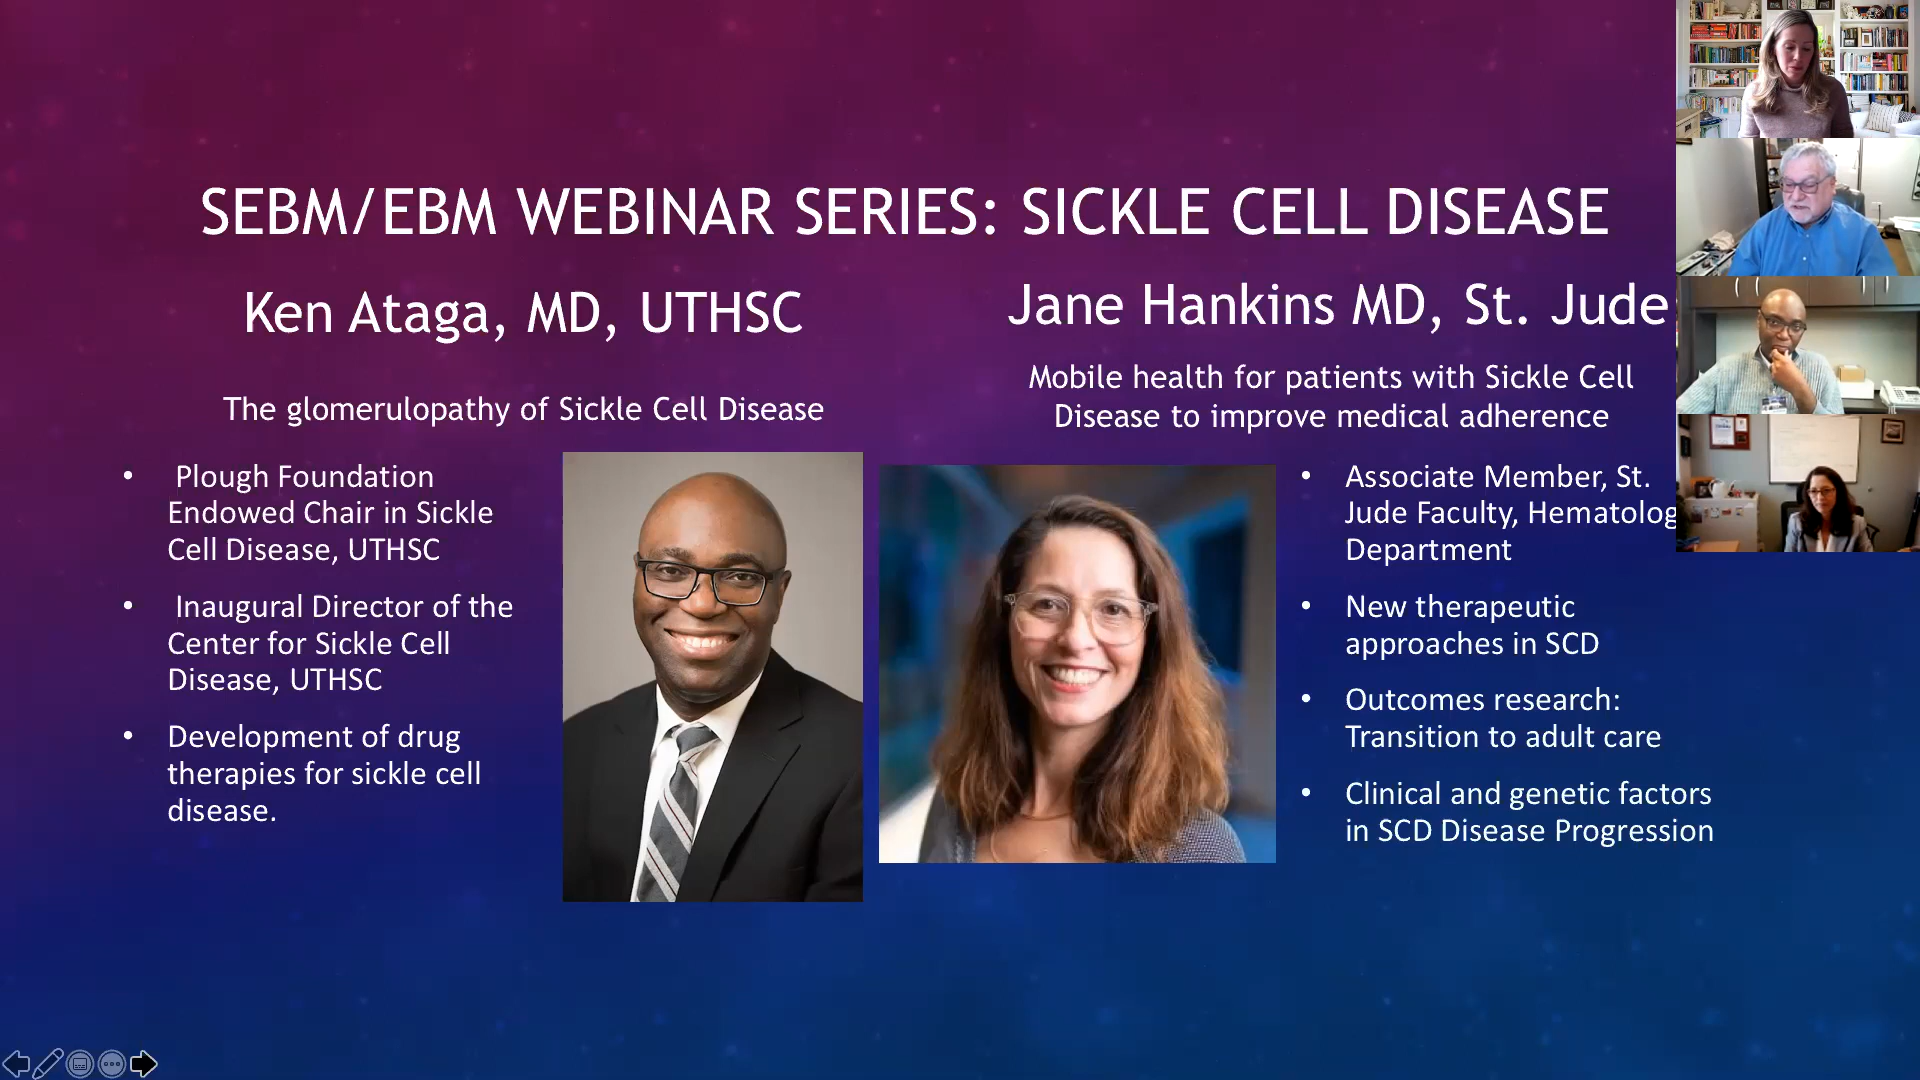 SEBM/EBM WEBINAR SERIES: SICKLE CELL DISEASE
Ken Ataga, MD, UTHSC
The glomerulopathy of Sickle Cell Disease
• Plough Foundation
Endowed Chair in Sickle
Cell Disease, UTHSC
• Inaugural Director of the
Center for Sickle Cell
Disease, UTHSC
• Development of drug
therapies for sickle cell
disease.
Jane Hankins MD, St. Jude
Mobile health for patients with Sickle Cell
Disease to improve medical adherence
• Associate Member, St.
Jude Faculty, Hematolog
Department
• New therapeutic
approaches in SCD
• Outcomes research:
Transition to adult care
• Clinical and genetic factors
in SCD Disease Progression